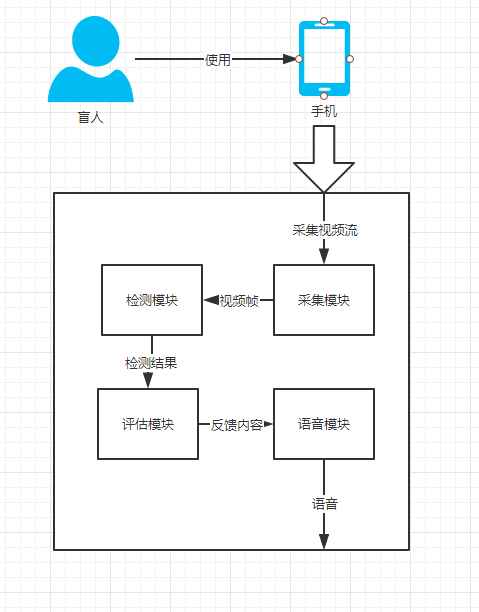 使用
盲人
手机
采集视频流
检测模块
视频帧
采集模块
检测结果
评估模块
反馈内容
语音模块
语音